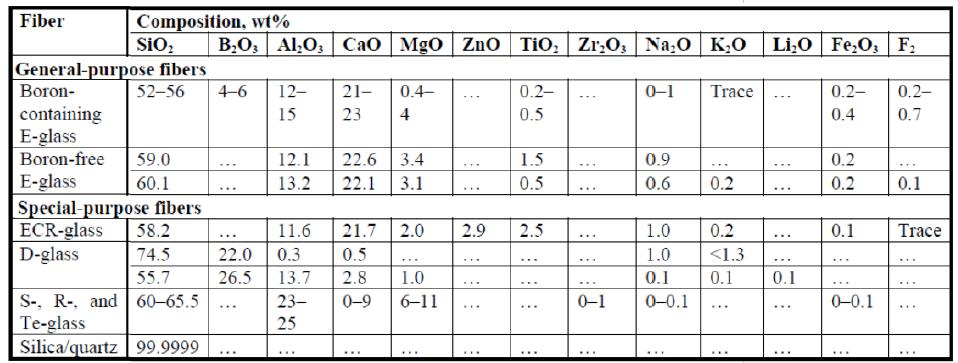 Fiber Composition, wt%
SiO₂ B₂O₃ Al₂O₃ CaO MgO ZnO TiO₂ Zr₂O₃ Na₂O K₂O Li₂O Fe₂O₃ F₂
General-purpose fibers
Boron- 52–56 4–6 12– 21– 0.4– ... 0.2– ... 0–1 Trace ... 0.2– 0.2–
containing 15 23 4 0.5 0.4 0.7
E-glass
Boron-free 59.0 ... 12.1 22.6 3.4 ... 1.5 ... 0.9 ... ... 0.2 ...
E-glass 60.1 ... 13.2 22.1 3.1 ... 0.5 ... 0.6 0.2 ... 0.2 0.1
Special-purpose fibers
ECR-glass 58.2 ... 11.6 21.7 2.0 2.9 2.5 ... 1.0 0.2 ... 0.1 Trace
D-glass 74.5 22.0 0.3 0.5 ... ... ... ... 1.0 <1.3 ... ... ...
55.7 26.5 13.7 2.8 1.0 ... ... ... 0.1 0.1 0.1 ... ...
S-, R-, and 60–65.5 ... 23– 0–9 6–11 ... ... 0–1 0–0.1 ... ... 0–0.1 ...
Te-glass 25
Silica/quartz 99.9999 ... ... ... ... ... ... ... ... ... ... ... ...